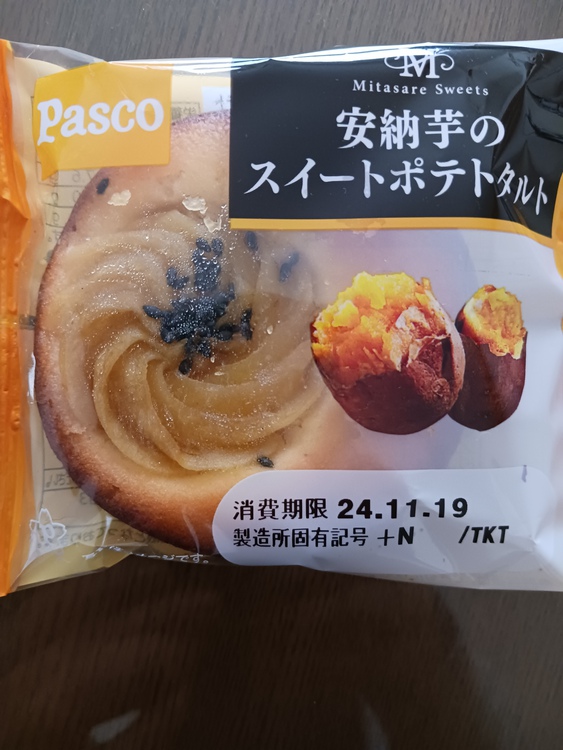 Pasco
M
Mitasare Sweets
安納芋の
スイートポテトタルト
消費期限 24.11.19
製造所固有記号 +N /TKT